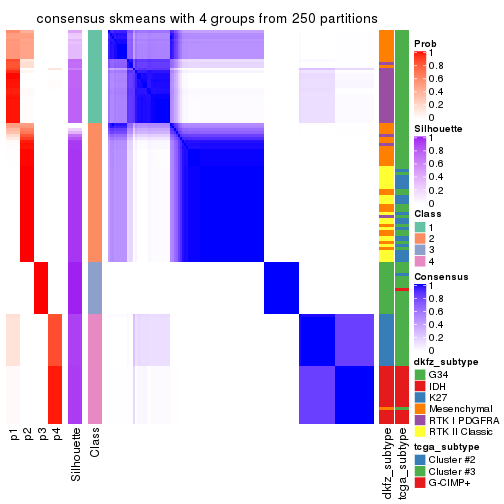 consensus skmeans with 4 groups from 250 partitions
Prob
1
0.8
0.6
0.4
0.2
0
Silhouette
1
0.8
0.6
0.4
0.2
0
Class
1
2
3
4
Consensus
1
0.8
0.6
0.4
0.2
0
dkfz_subtype
G34
IDH
K27
Mesenchymal
RTK I PDGFRA
RTK II Classic
tcga_subtype
Cluster #2
Cluster #3
G-CIMP+
p1
p2
p3
p4
Silhouette
Class
dkfz_subtype
tcga_subtype